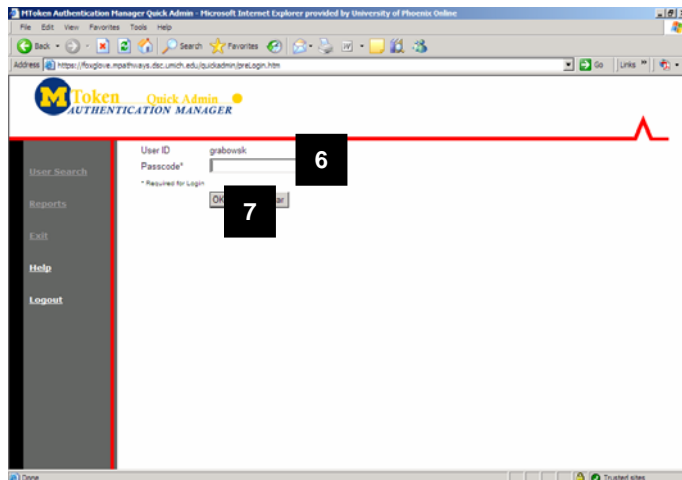 MToken Authentication Manager Quick Admin - Microsoft Internet Explorer provided by University of Phoenix Online
File Edit View Favorites Tools Help
Back Search Favorites
Address https://foxglove.mpathways.dsc.umich.edu/quickadmin/preLogin.htm Go Links »
M Token Quick Admin
AUTHENTICATION MANAGER
User ID grabowsk
Passcode* 6
* Required for Login
OK 7 ar
User Search
Reports
Exit
Help
Logout
Done Trusted sites